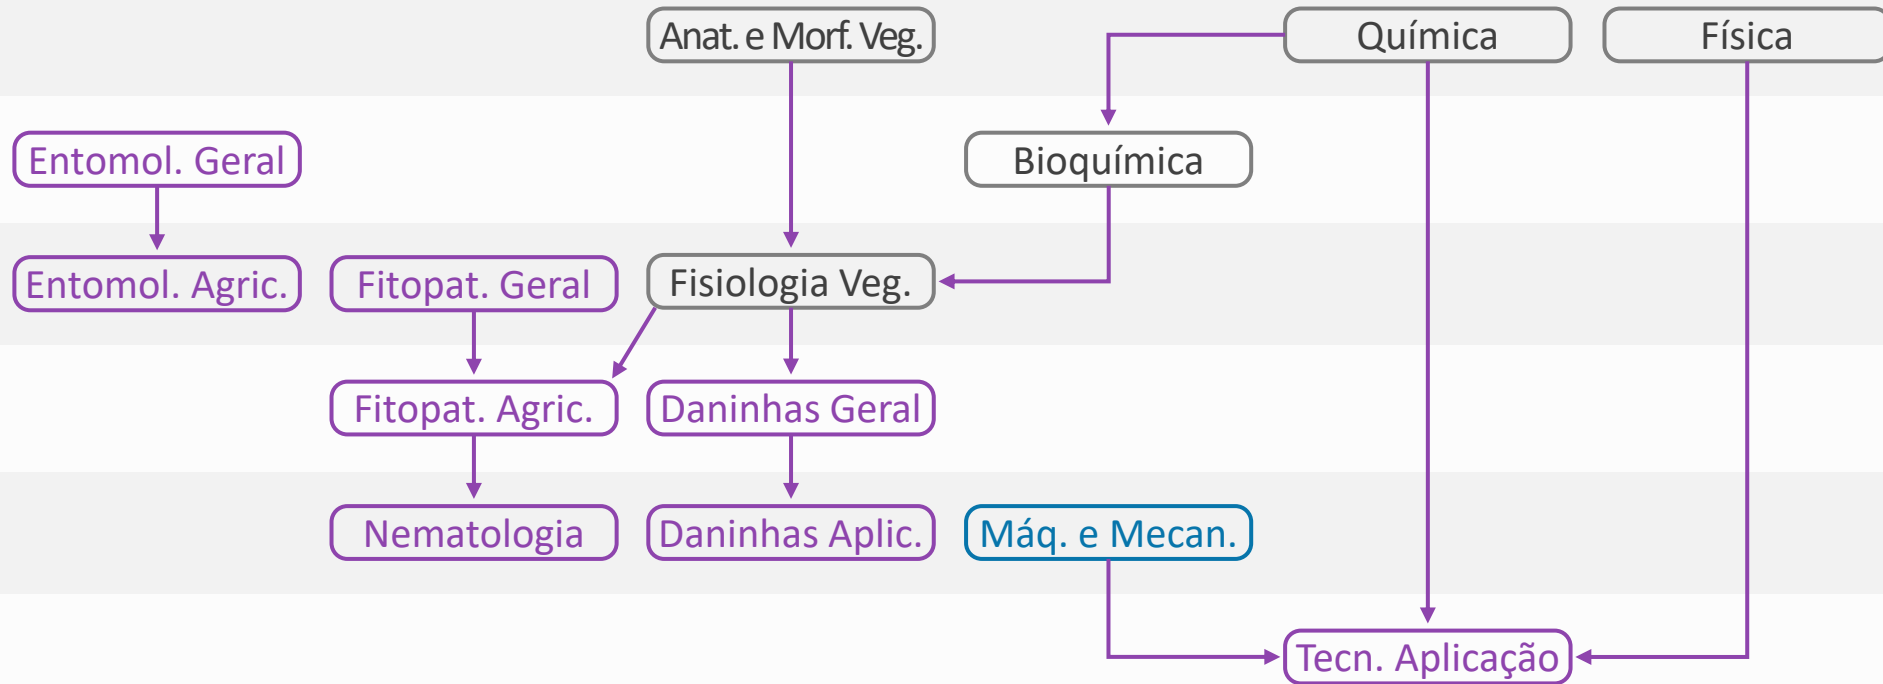 Anat. e Morf. Veg.
Química
Física
Entomol. Geral
Bioquímica
Entomol. Agric.
Fitopat. Geral
Fisiologia Veg.
Fitopat. Agric.
Daninhas Geral
Nematologia
Daninhas Aplic.
Máq. e Mecan.
Tecn. Aplicação